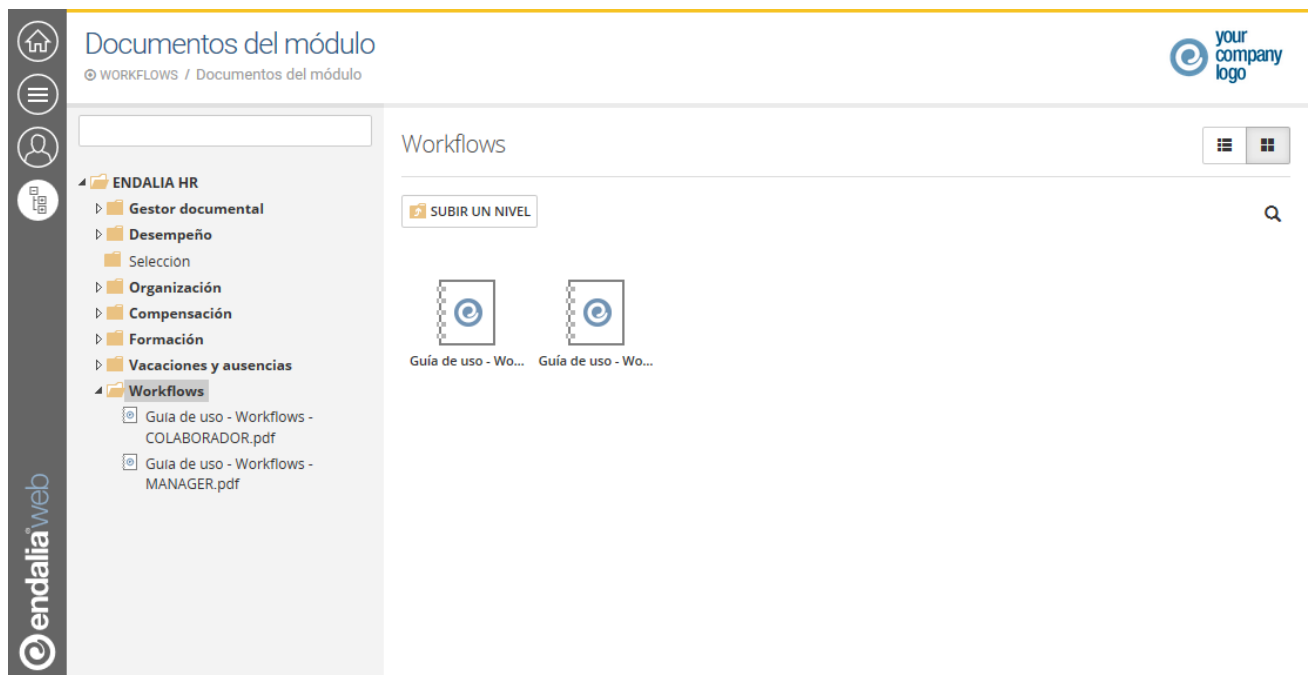 Documentos del módulo
WORKFLOWS / Documentos del módulo
your
company
logo
ENDALIA HR
Gestor documental
Desempeño
Selección
Organización
Compensación
Formación
Vacaciones y ausencias
Workflows
Guía de uso - Workflows -
COLABORADOR.pdf
Guía de uso - Workflows -
MANAGER.pdf
Workflows
SUBIR UN NIVEL
Guía de uso - Wo...
Guía de uso - Wo...
endalia® web